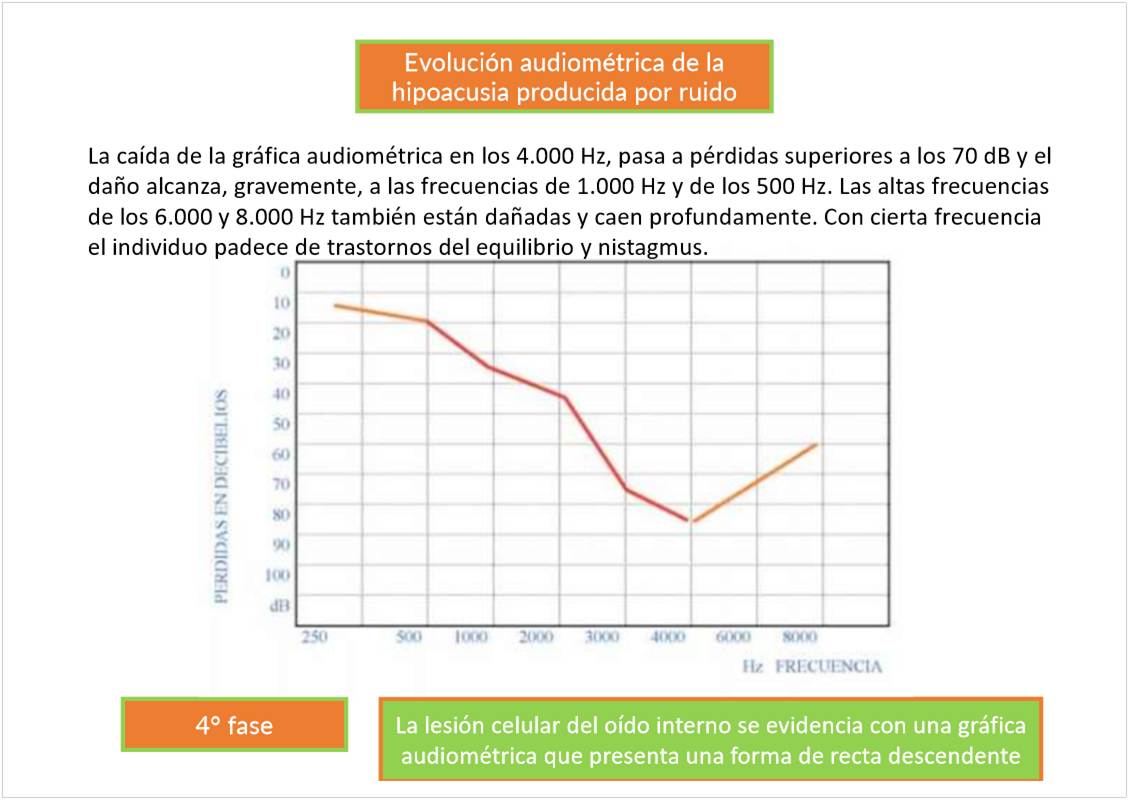 Evolución audiométrica de la
hipoacusia producida por ruido
La caída de la gráfica audiométrica en los 4.000 Hz, pasa a pérdidas superiores a los 70 dB y el
daño alcanza, gravemente, a las frecuencias de 1.000 Hz y de los 500 Hz. Las altas frecuencias
de los 6.000 y 8.000 Hz también están dañadas y caen profundamente. Con cierta frecuencia
el individuo padece de trastornos del equilibrio y nistagmus.
0
10
20
30
40
50
60
70
80
90
100
dB
PERDIDAS EN DECIBELIOS
250 500 1000 2000 3000 4000 6000 8000
Hz FRECUENCIA
4° fase
La lesión celular del oído interno se evidencia con una gráfica
audiométrica que presenta una forma de recta descendente